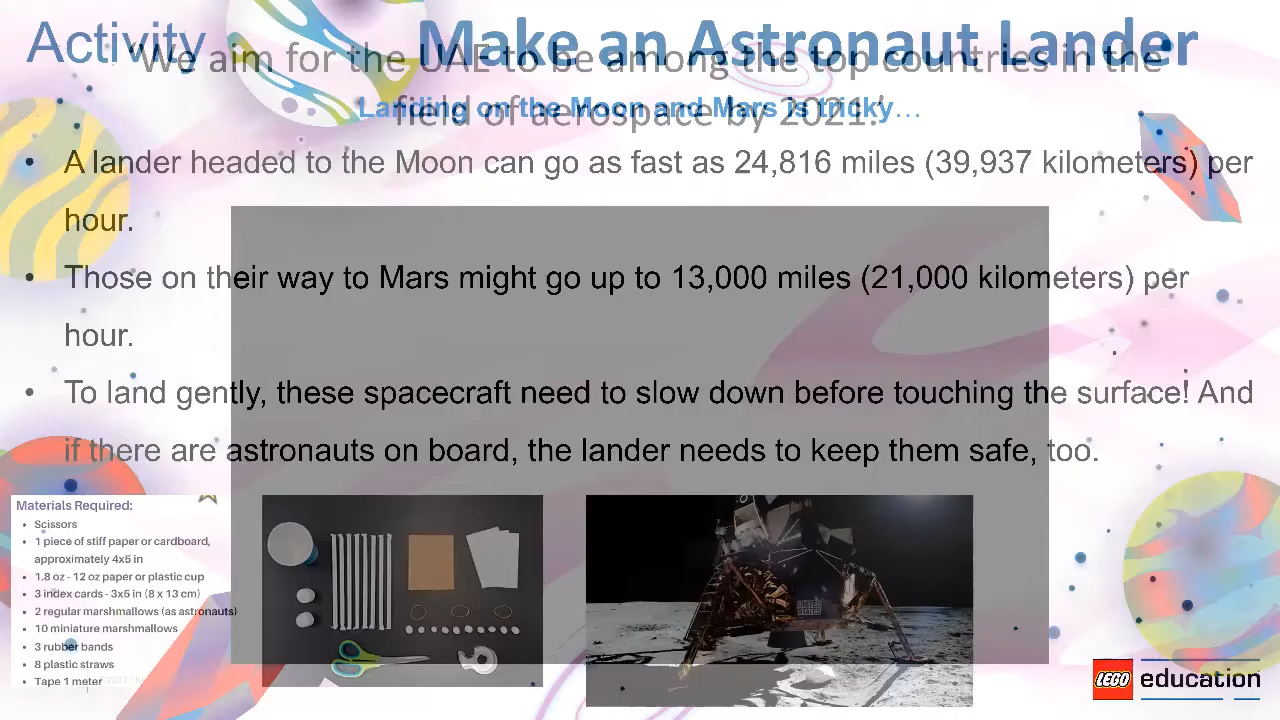 Activity
Make an Astronaut Lander
“We aim for the UAE to be among the top countries in the
field of aerospace by 2021.”
Landing on the Moon and Mars is tricky…
• A lander headed to the Moon can go as fast as 24,816 miles (39,937 kilometers) per
hour.
• Those on their way to Mars might go up to 13,000 miles (21,000 kilometers) per
hour.
• To land gently, these spacecraft need to slow down before touching the surface! And
if there are astronauts on board, the lander needs to keep them safe, too.
Materials Required:
• Scissors
• 1 piece of stiff paper or cardboard,
approximately 4x5 in
• 1.8 oz - 12 oz paper or plastic cup
• 3 index cards - 3x5 in (8 x 13 cm)
• 2 regular marshmallows (as astronauts)
• 10 miniature marshmallows
• 3 rubber bands
• 8 plastic straws
• Tape 1 meter
UNITED
STATES
LEGO education